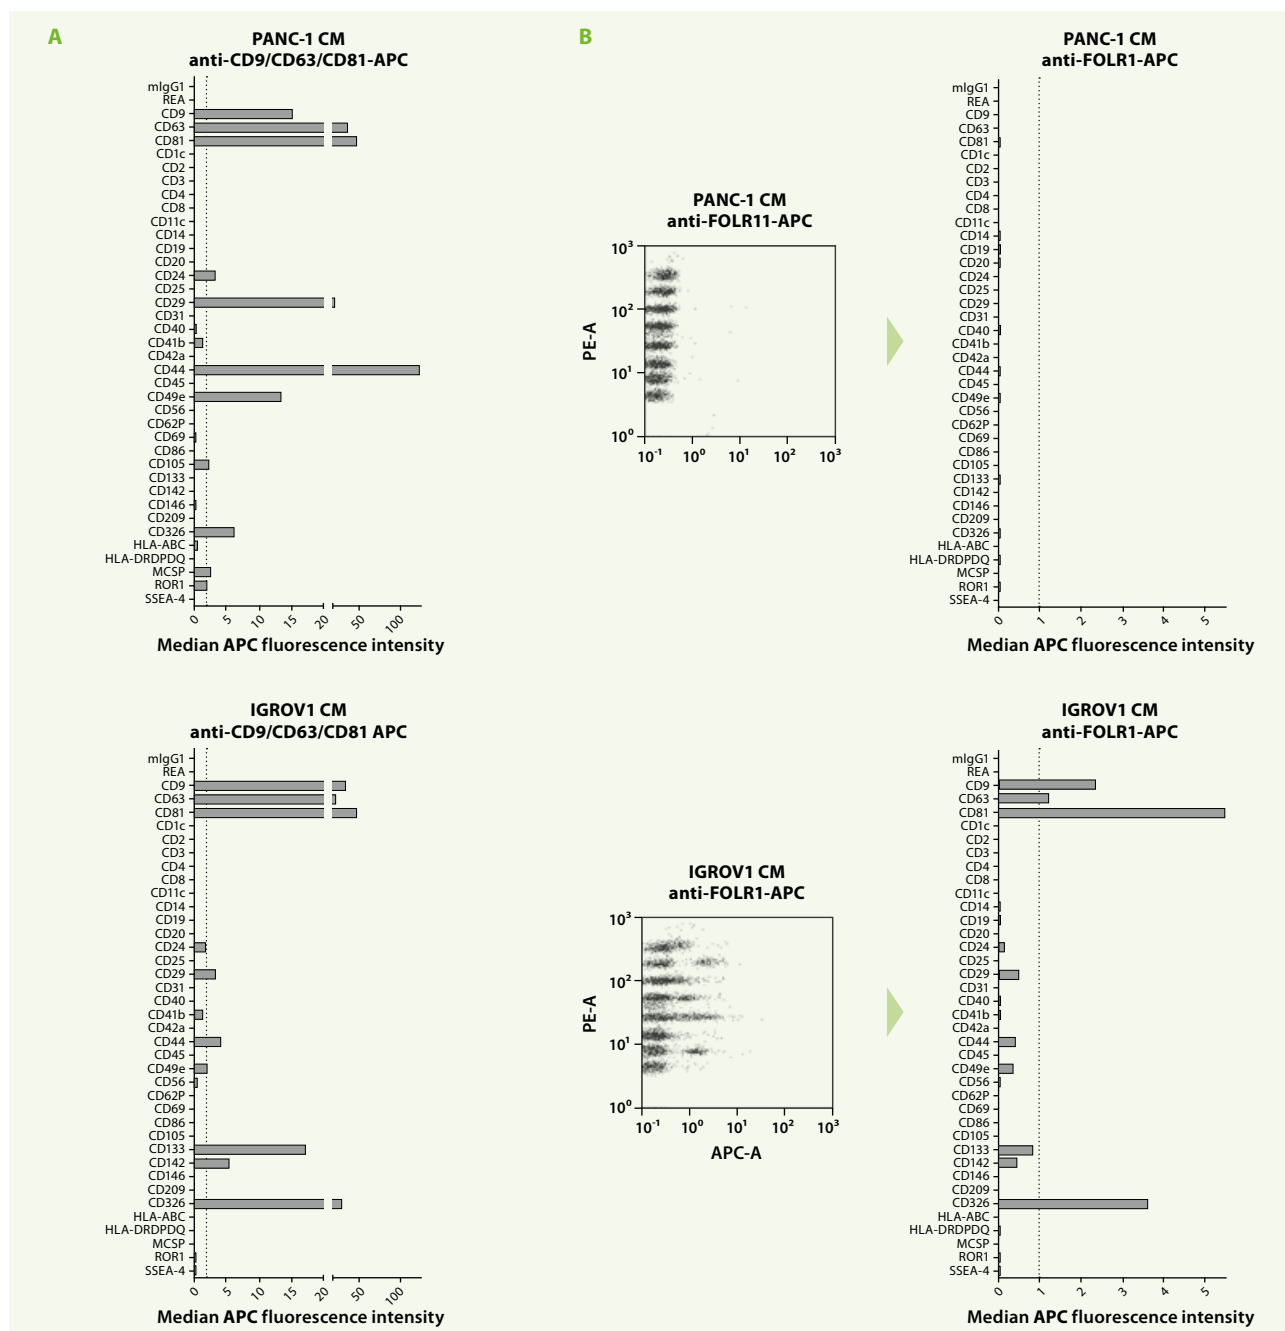 A
PANC-1 CM
anti-CD9/CD63/CD81-APC
mIgG1
REA
CD9
CD63
CD81
CD1c
CD2
CD3
CD4
CD8
CD11c
CD14
CD19
CD20
CD24
CD25
CD29
CD31
CD40
CD41b
CD42a
CD44
CD45
CD49e
CD56
CD62P
CD69
CD86
CD105
CD133
CD142
CD146
CD209
CD326
HLA-ABC
HLA-DRDPDQ
MCSP
ROR1
SSEA-4
0 5 10 15 20 50 100
Median APC fluorescence intensity
B
PANC-1 CM
anti-FOLR11-APC
10³
10²
10¹
10⁰
PE-A
10⁻¹ 10⁰ 10¹ 10² 10³
PANC-1 CM
anti-FOLR1-APC
mIgG1
REA
CD9
CD63
CD81
CD1c
CD2
CD3
CD4
CD8
CD11c
CD14
CD19
CD20
CD24
CD25
CD29
CD31
CD40
CD41b
CD42a
CD44
CD45
CD49e
CD56
CD62P
CD69
CD86
CD105
CD133
CD142
CD146
CD209
CD326
HLA-ABC
HLA-DRDPDQ
MCSP
ROR1
SSEA-4
0 1 2 3 4 5
Median APC fluorescence intensity
IGROV1 CM
anti-CD9/CD63/CD81 APC
mIgG1
REA
CD9
CD63
CD81
CD1c
CD2
CD3
CD4
CD8
CD11c
CD14
CD19
CD20
CD24
CD25
CD29
CD31
CD40
CD41b
CD42a
CD44
CD45
CD49e
CD56
CD62P
CD69
CD86
CD105
CD133
CD142
CD146
CD209
CD326
HLA-ABC
HLA-DRDPDQ
MCSP
ROR1
SSEA-4
0 5 10 15 20 50 100
Median APC fluorescence intensity
IGROV1 CM
anti-FOLR1-APC
10³
10²
10¹
10⁰
PE-A
10⁻¹ 10⁰ 10¹ 10² 10³
APC-A
IGROV1 CM
anti-FOLR1-APC
mIgG1
REA
CD9
CD63
CD81
CD1c
CD2
CD3
CD4
CD8
CD11c
CD14
CD19
CD20
CD24
CD25
CD29
CD31
CD40
CD41b
CD42a
CD44
CD45
CD49e
CD56
CD62P
CD69
CD86
CD105
CD133
CD142
CD146
CD209
CD326
HLA-ABC
HLA-DRDPDQ
MCSP
ROR1
SSEA-4
0 1 2 3 4 5
Median APC fluorescence intensity